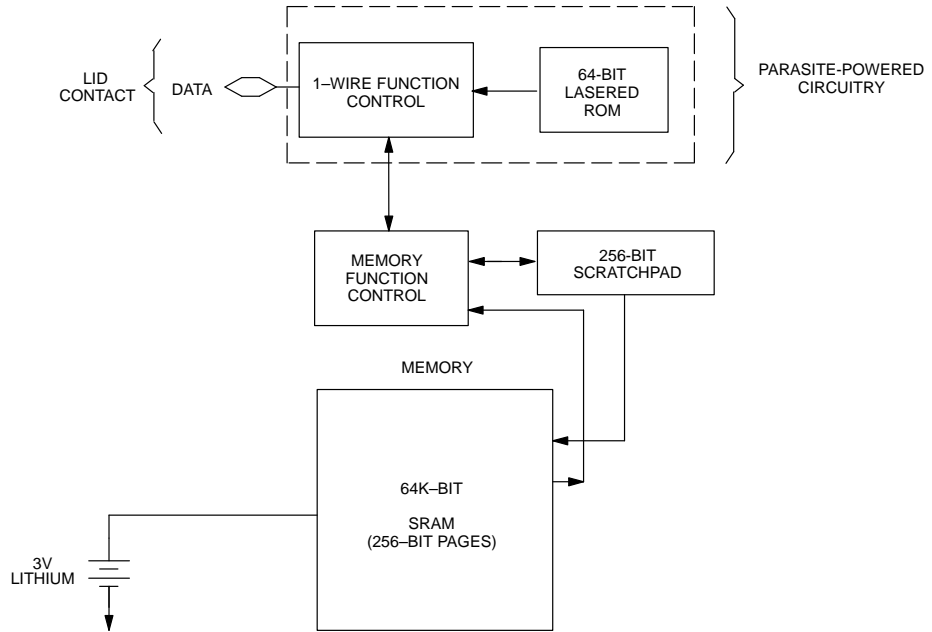 LID
CONTACT
DATA
1–WIRE FUNCTION
CONTROL
64-BIT
LASERED
ROM
PARASITE-POWERED
CIRCUITRY
MEMORY
FUNCTION
CONTROL
256-BIT
SCRATCHPAD
MEMORY
64K–BIT
SRAM
(256–BIT PAGES)
3V
LITHIUM